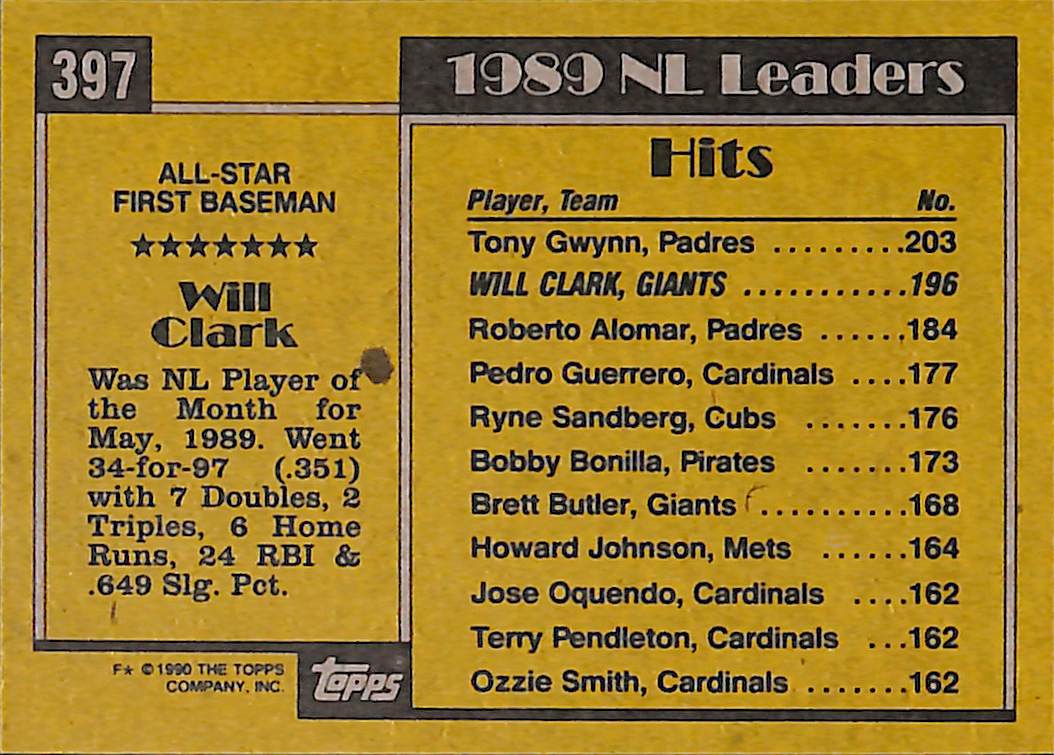 397
1989 NL Leaders
ALL-STAR
FIRST BASEMAN
★★★★★★★
Will
Clark
Was NL Player of
the Month for
May, 1989. Went
34-for-97 (.351)
with 7 Doubles, 2
Triples, 6 Home
Runs, 24 RBI &
.649 Slg. Pct.
F★ ©1990 THE TOPPS
COMPANY, INC.
Topps
Hits
Player, Team No.
Tony Gwynn, Padres .........203
WILL CLARK, GIANTS ...........196
Roberto Alomar, Padres ......184
Pedro Guerrero, Cardinals ....177
Ryne Sandberg, Cubs .......176
Bobby Bonilla, Pirates .......173
Brett Butler, Giants ..........168
Howard Johnson, Mets ......164
Jose Oquendo, Cardinals ....162
Terry Pendleton, Cardinals ...162
Ozzie Smith, Cardinals .......162